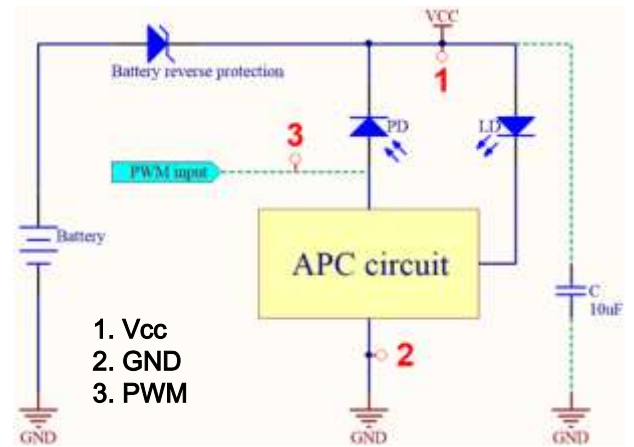 VCC
Battery reverse protection
1
PD
LD
3
PWM input
Battery
APC circuit
C
10uF
1. Vcc
2. GND
3. PWM
2
GND
GND
GND